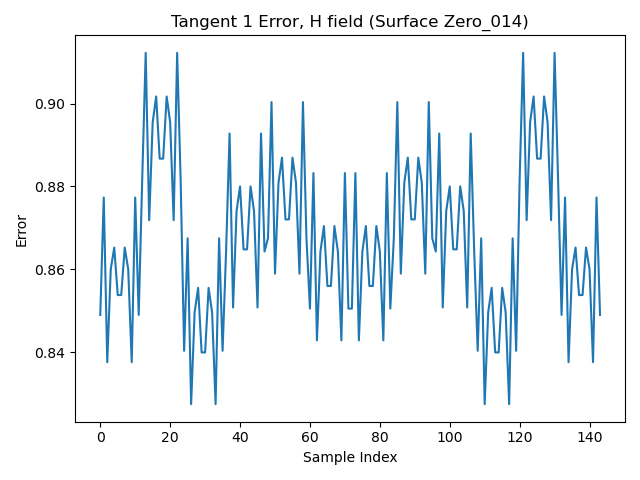 Tangent 1 Error, H field (Surface Zero_014)
Error
0.90
0.88
0.86
0.84
0 20 40 60 80 100 120 140
Sample Index